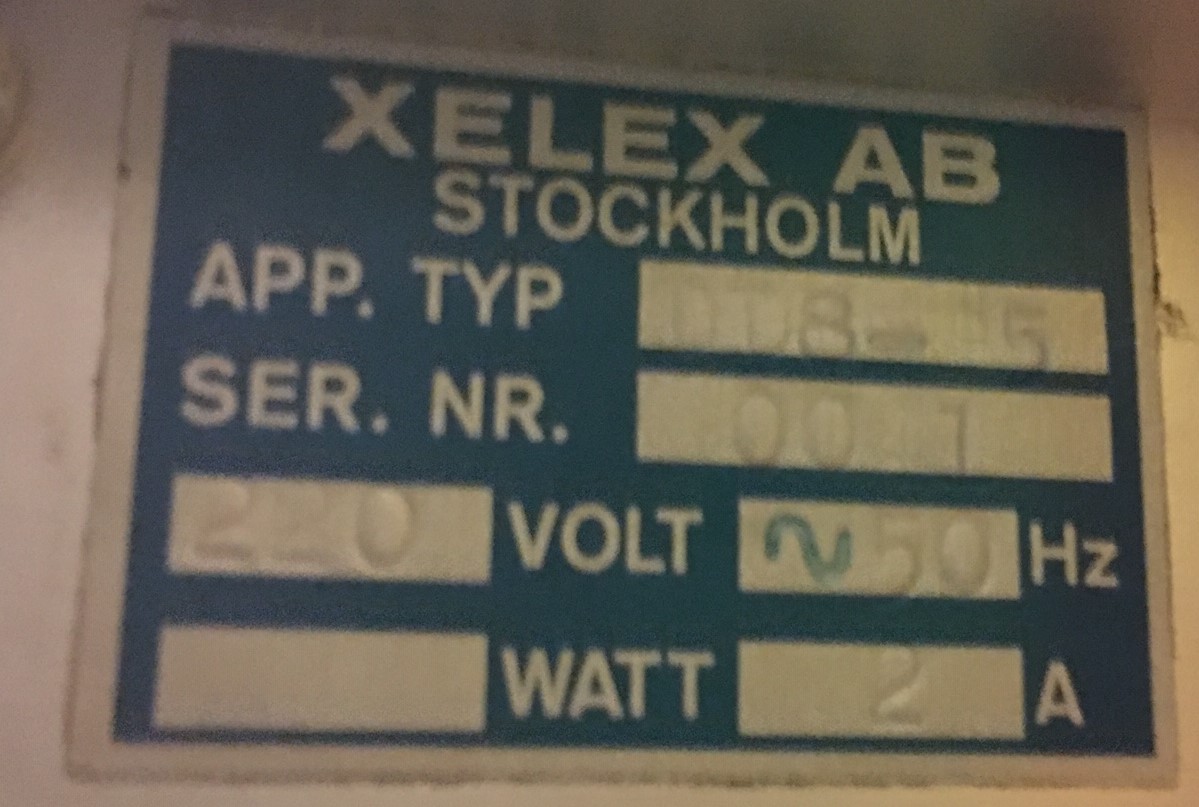 XELEX AB
STOCKHOLM
APP. TYP
SER. NR.
220 VOLT ~ 50 Hz
WATT 2 A